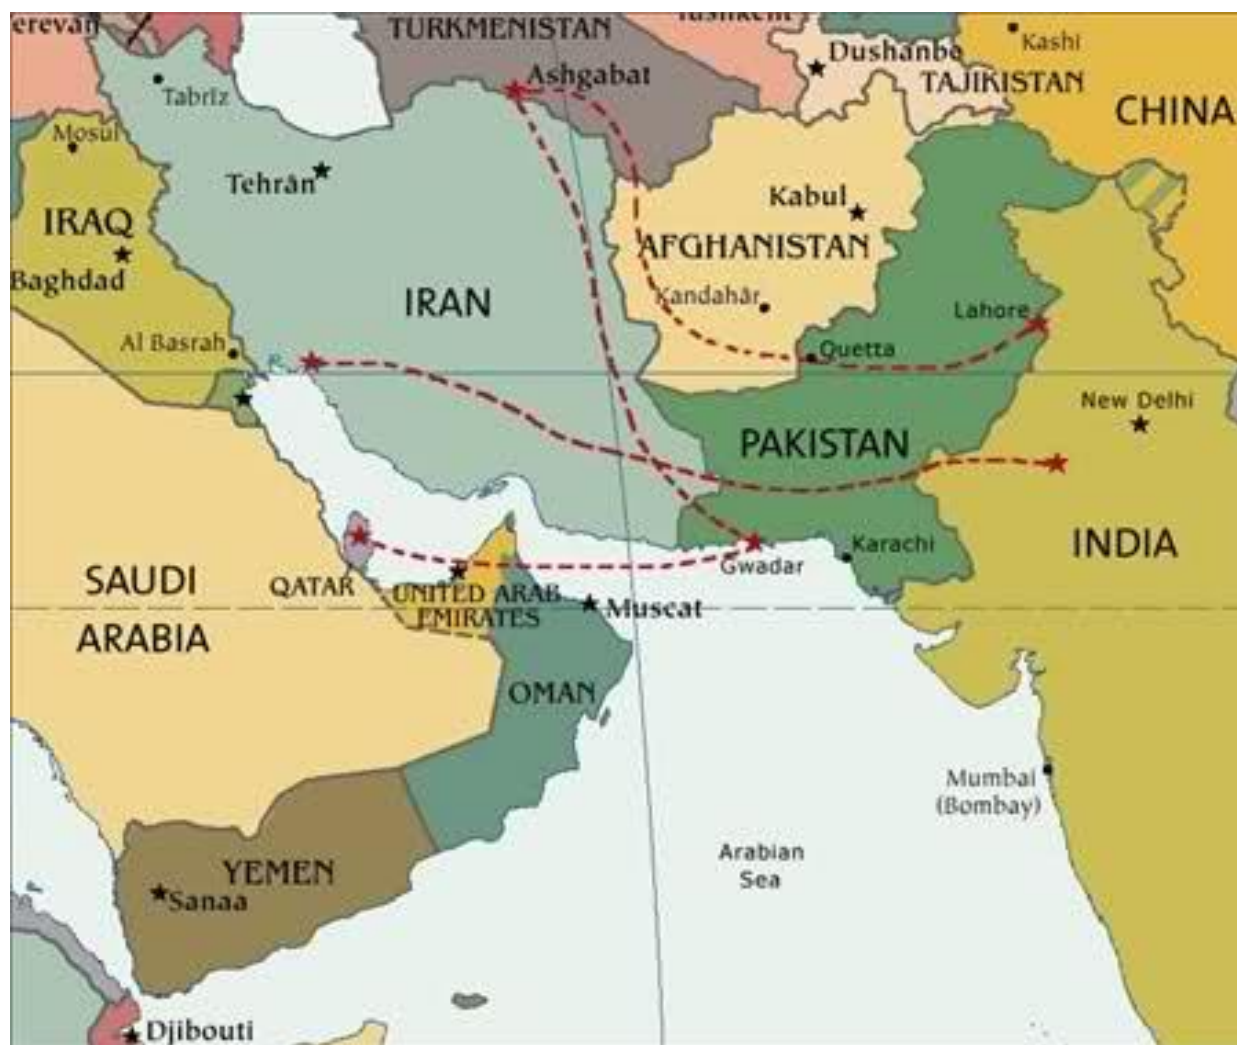 erevan
TURKMENISTAN
Tashkent
Dushanbe
Kashi
Ashgabat
TAJIKISTAN
Tabrīz
CHINA
Mosul
Tehrān
Kabul
IRAQ
AFGHANISTAN
Baghdad
IRAN
Kandahār
Lahore
Al Basrah
Quetta
New Delhi
PAKISTAN
INDIA
Karachi
Gwadar
SAUDI
ARABIA
QATAR
UNITED ARAB
EMIRATES
Muscat
OMAN
Mumbai
(Bombay)
Arabian
Sea
YEMEN
Sanaa
Djibouti